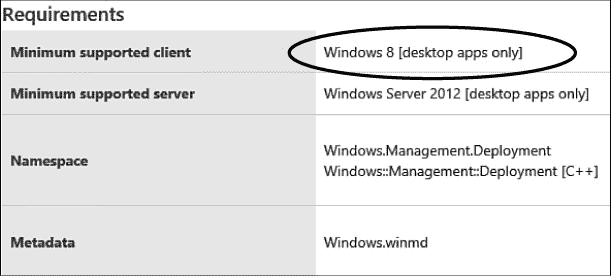 Requirements
Minimum supported client
Windows 8 [desktop apps only]
Minimum supported server
Windows Server 2012 [desktop apps only]
Namespace
Windows.Management.Deployment
Windows::Management::Deployment [C++]
Metadata
Windows.winmd